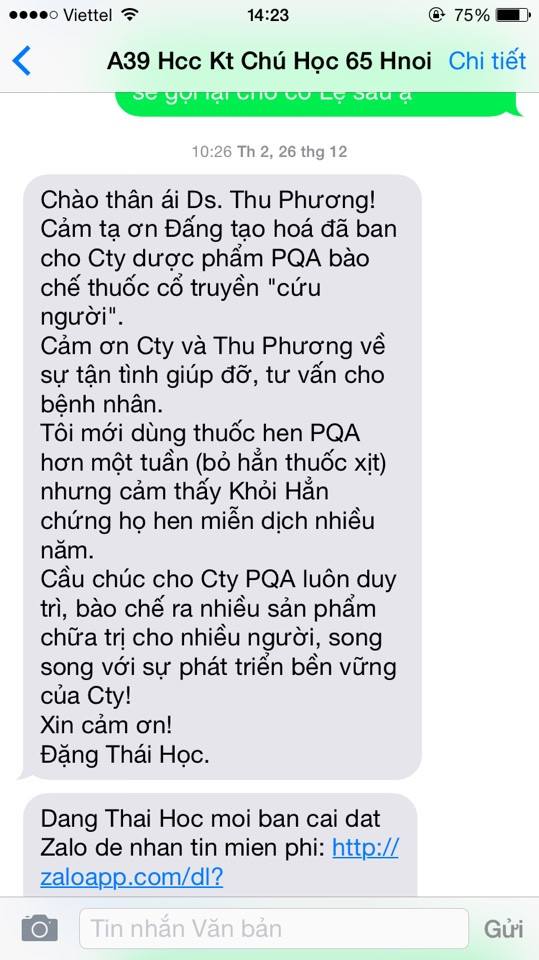 Viettel 14:23 75%
A39 Hcc Kt Chú Học 65 Hnoi Chi tiết
sẽ gọi lại cho cô Lệ sau ạ
10:26 Th 2, 26 thg 12
Chào thân ái Ds. Thu Phương!
Cảm tạ ơn Đấng tạo hoá đã ban
cho Cty dược phẩm PQA bào
chế thuốc cổ truyền "cứu
người".
Cảm ơn Cty và Thu Phương về
sự tận tình giúp đỡ, tư vấn cho
bệnh nhân.
Tôi mới dùng thuốc hen PQA
hơn một tuần (bỏ hẳn thuốc xịt)
nhưng cảm thấy Khỏi Hẳn
chứng họ hen miễn dịch nhiều
năm.
Cầu chúc cho Cty PQA luôn duy
trì, bào chế ra nhiều sản phẩm
chữa trị cho nhiều người, song
song với sự phát triển bền vững
của Cty!
Xin cảm ơn!
Đặng Thái Học.
Dang Thai Hoc moi ban cai dat
Zalo de nhan tin mien phi: http://
zaloapp.com/dl?
Tin nhắn Văn bản Gửi